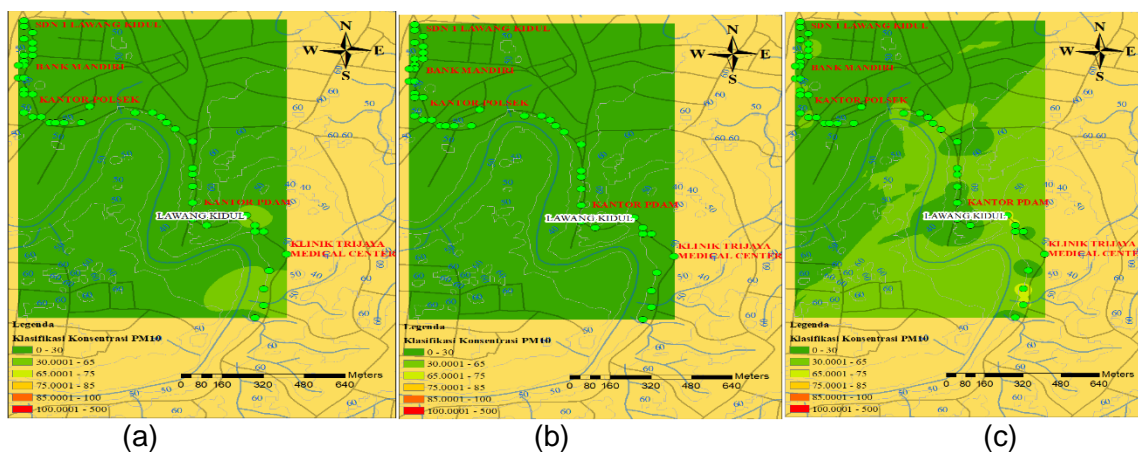 SDN 1 LAWANG KIDUL
BANK MANDIRI
KANTOR POLSEK
KANTOR PDAM
LAWANG KIDUL
KLINIK TRIJAYA
MEDICAL CENTER
N
W E
S
Legenda
Klasifikasi Konsentrasi PM10
0 - 30
30.0001 - 65
65.0001 - 75
75.0001 - 85
85.0001 - 100
100.0001 - 500
Meters
0 80 160 320 480 640
(a)
SDN 1 LAWANG KIDUL
BANK MANDIRI
KANTOR POLSEK
KANTOR PDAM
LAWANG KIDUL
KLINIK TRIJAYA
MEDICAL CENTER
N
W E
S
Legenda
Klasifikasi Konsentrasi PM10
0 - 30
30.0001 - 65
65.0001 - 75
75.0001 - 85
85.0001 - 100
100.0001 - 500
Meters
0 80 160 320 480 640
(b)
SDN 1 LAWANG KIDUL
BANK MANDIRI
KANTOR POLSEK
KANTOR PDAM
LAWANG KIDUL
KLINIK TRIJAYA
MEDICAL CENTER
N
W E
S
Legenda
Klasifikasi Konsentrasi PM10
0 - 30
30.0001 - 65
65.0001 - 75
75.0001 - 85
85.0001 - 100
100.0001 - 500
Meters
0 80 160 320 480 640
(c)